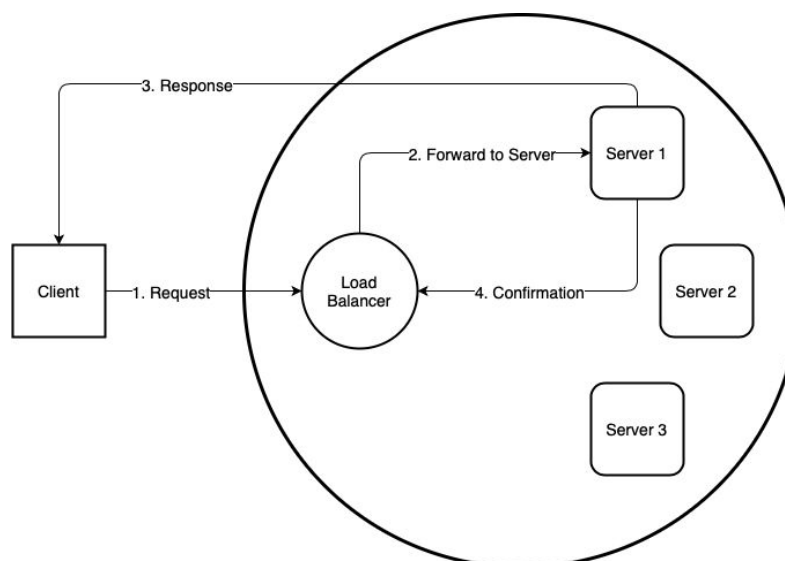 3. Response
2. Forward to Server
Server 1
Client
1. Request
Load
Balancer
4. Confirmation
Server 2
Server 3